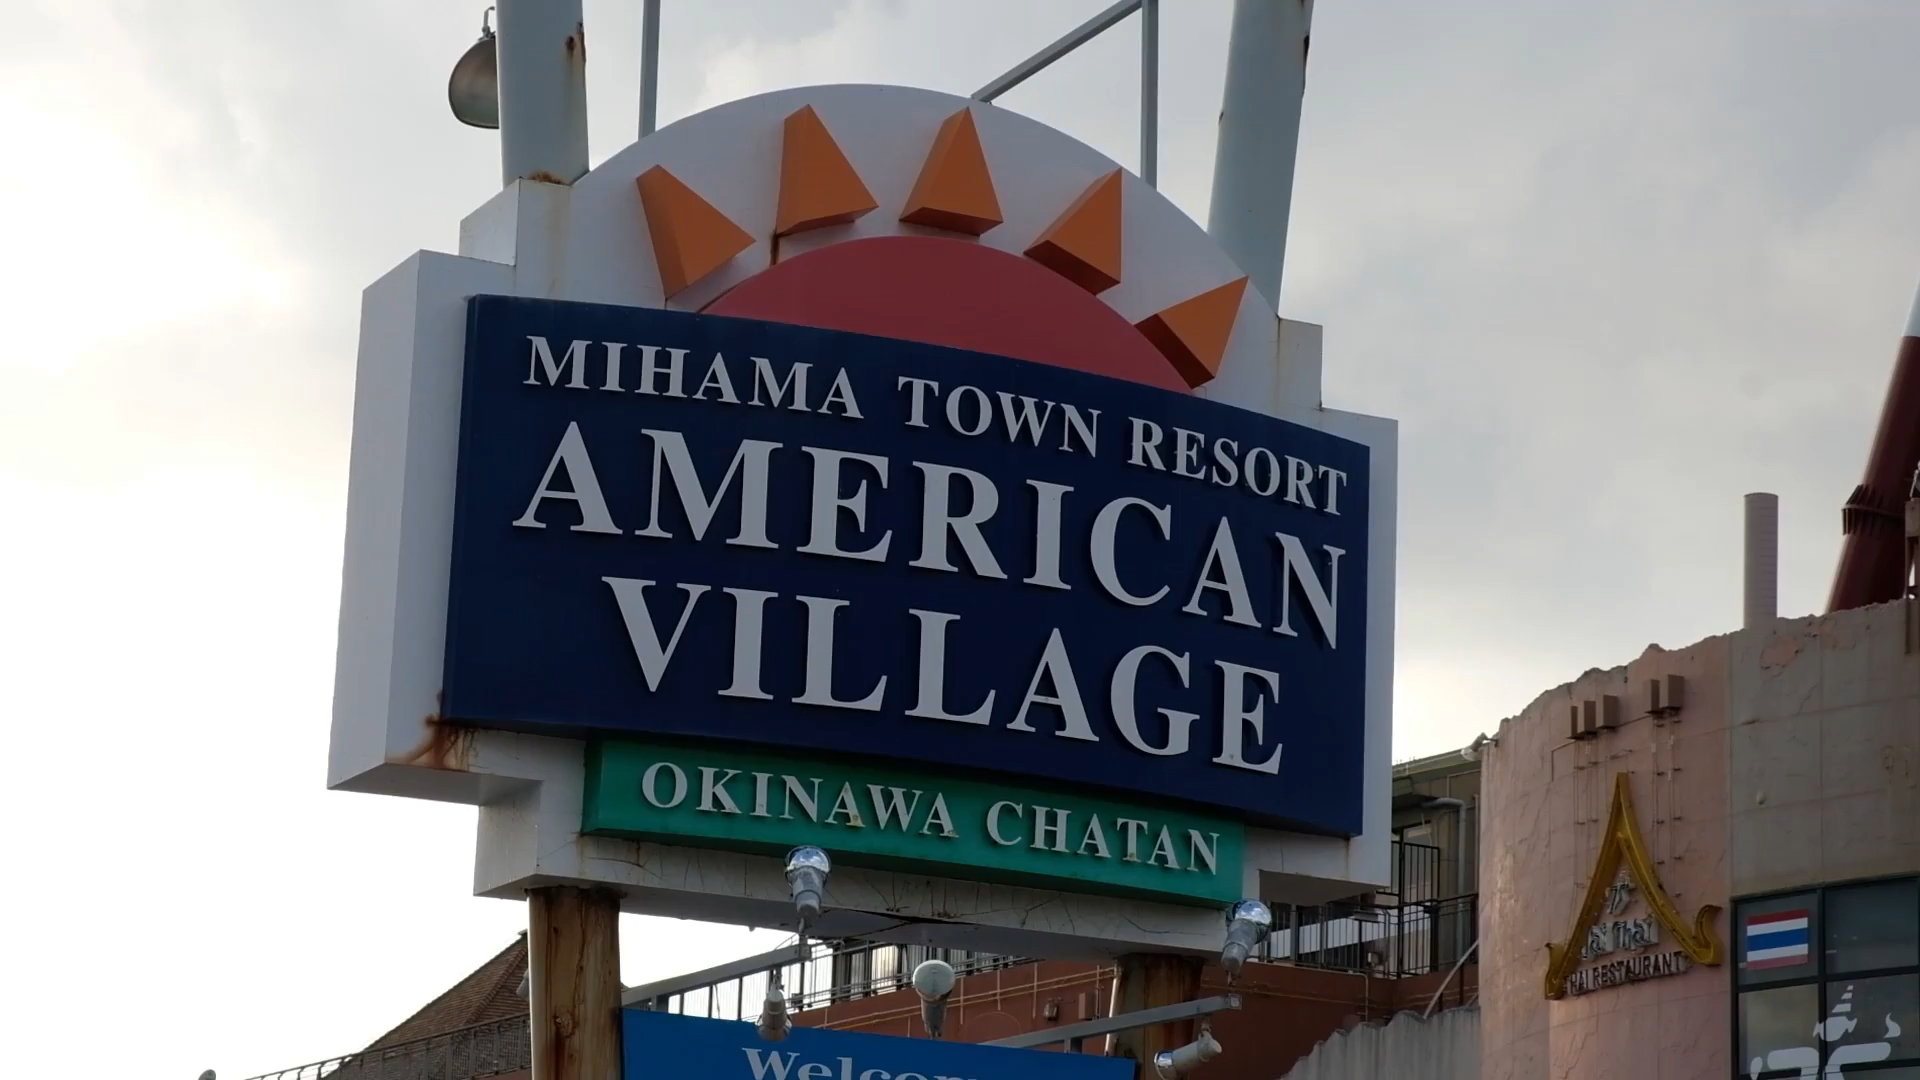 MIHAMA TOWN RESORT
AMERICAN
VILLAGE
OKINAWA CHATAN
THAI RESTAURANT